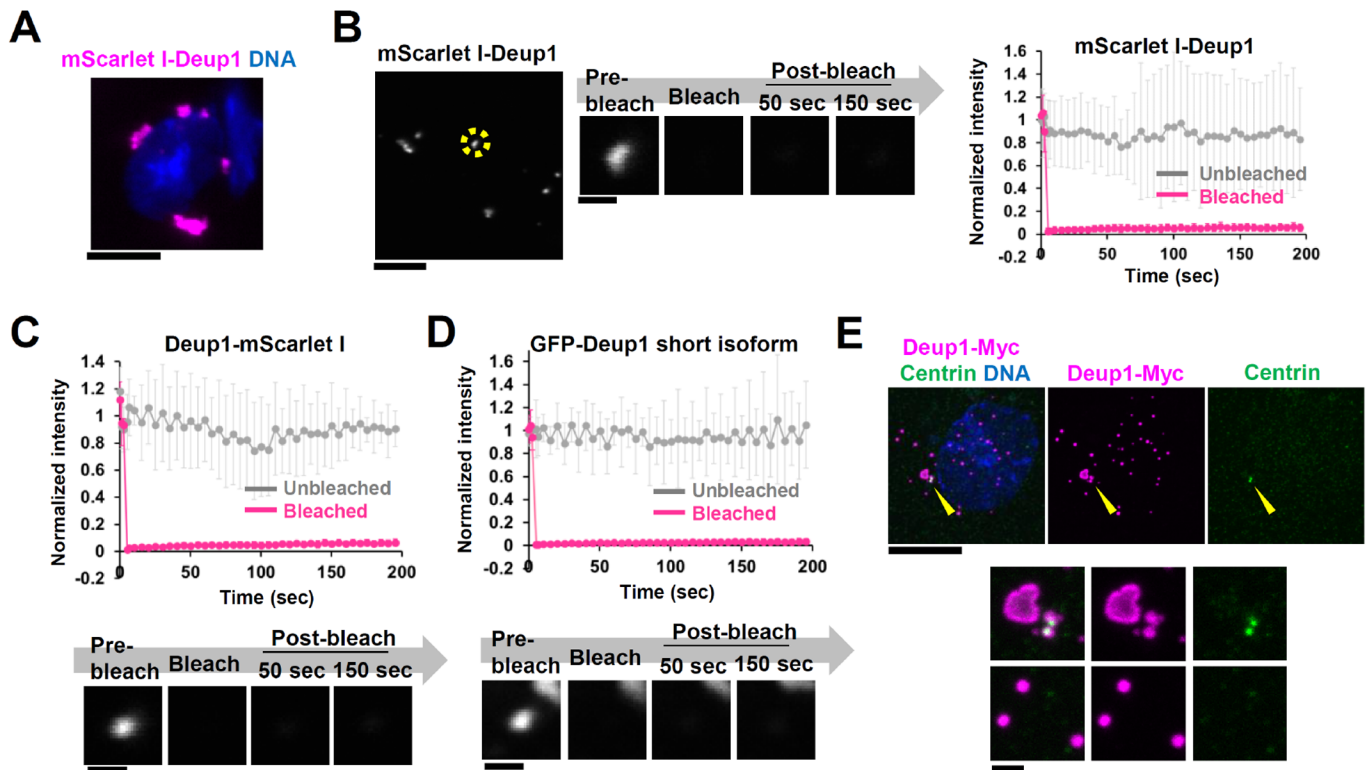 A
mScarlet I-Deup1 DNA
B
mScarlet I-Deup1
Pre-
bleach
Bleach
Post-bleach
50 sec 150 sec
mScarlet I-Deup1
Normalized intensity
1.6
1.4
1.2
1
0.8
0.6
0.4
0.2
0
-0.2
Unbleached
Bleached
0 50 100 150 200
Time (sec)
C
Deup1-mScarlet I
Normalized intensity
1.4
1.2
1
0.8
0.6
0.4
0.2
0
-0.2
Unbleached
Bleached
0 50 100 150 200
Time (sec)
Pre-
bleach
Bleach
Post-bleach
50 sec 150 sec
D
GFP-Deup1 short isoform
Normalized intensity
1.6
1.4
1.2
1
0.8
0.6
0.4
0.2
0
-0.2
Unbleached
Bleached
0 50 100 150 200
Time (sec)
Pre-
bleach
Bleach
Post-bleach
50 sec 150 sec
E
Deup1-Myc
Centrin DNA
Deup1-Myc
Centrin